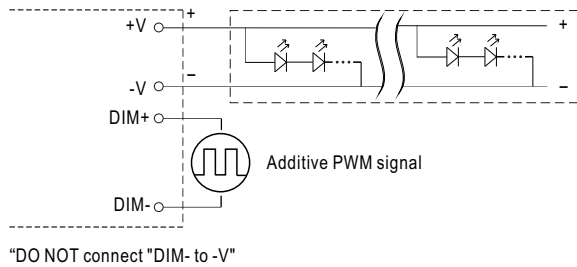 +V
+
+
-V
−
−
DIM+
Additive PWM signal
DIM-
“DO NOT connect "DIM- to -V"